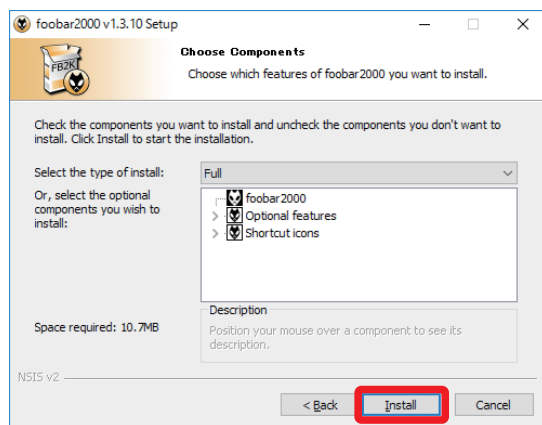 foobar2000 v1.3.10 Setup
FB2K
Choose Components
Choose which features of foobar2000 you want to install.
Check the components you want to install and uncheck the components you don't want to
install. Click Install to start the installation.
Select the type of install:
Full
Or, select the optional
components you wish to
install:
foobar2000
Optional features
Shortcut icons
Space required: 10.7MB
Description
Position your mouse over a component to see its
description.
NSIS v2
< Back
Install
Cancel